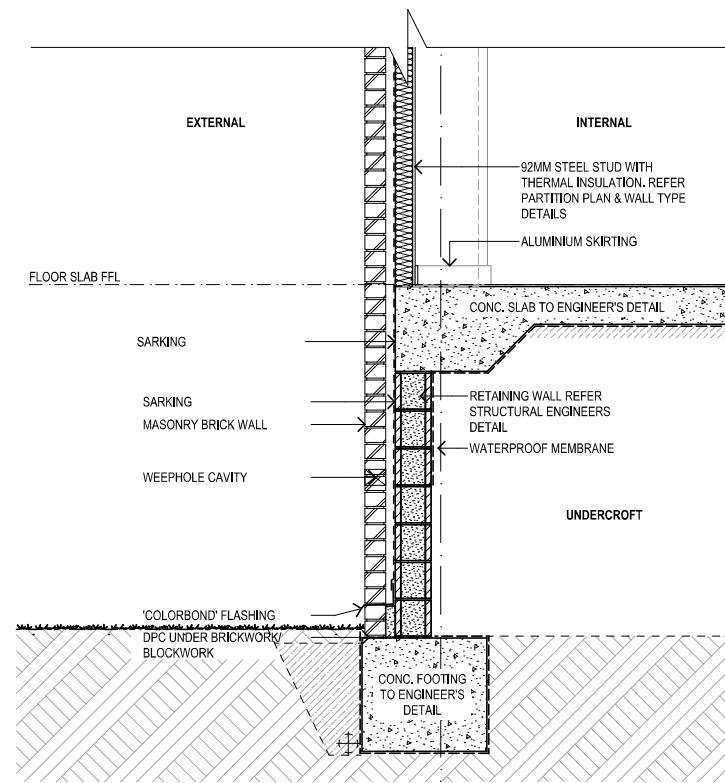 EXTERNAL
INTERNAL
92MM STEEL STUD WITH
THERMAL INSULATION. REFER
PARTITION PLAN & WALL TYPE
DETAILS
ALUMINIUM SKIRTING
FLOOR SLAB FFL
CONC. SLAB TO ENGINEER'S DETAIL
SARKING
SARKING
MASONRY BRICK WALL
RETAINING WALL REFER
STRUCTURAL ENGINEERS
DETAIL
WATERPROOF MEMBRANE
WEEPHOLE CAVITY
UNDERCROFT
'COLORBOND' FLASHING
DPC UNDER BRICKWORK/
BLOCKWORK
CONC. FOOTING
TO ENGINEER'S
DETAIL